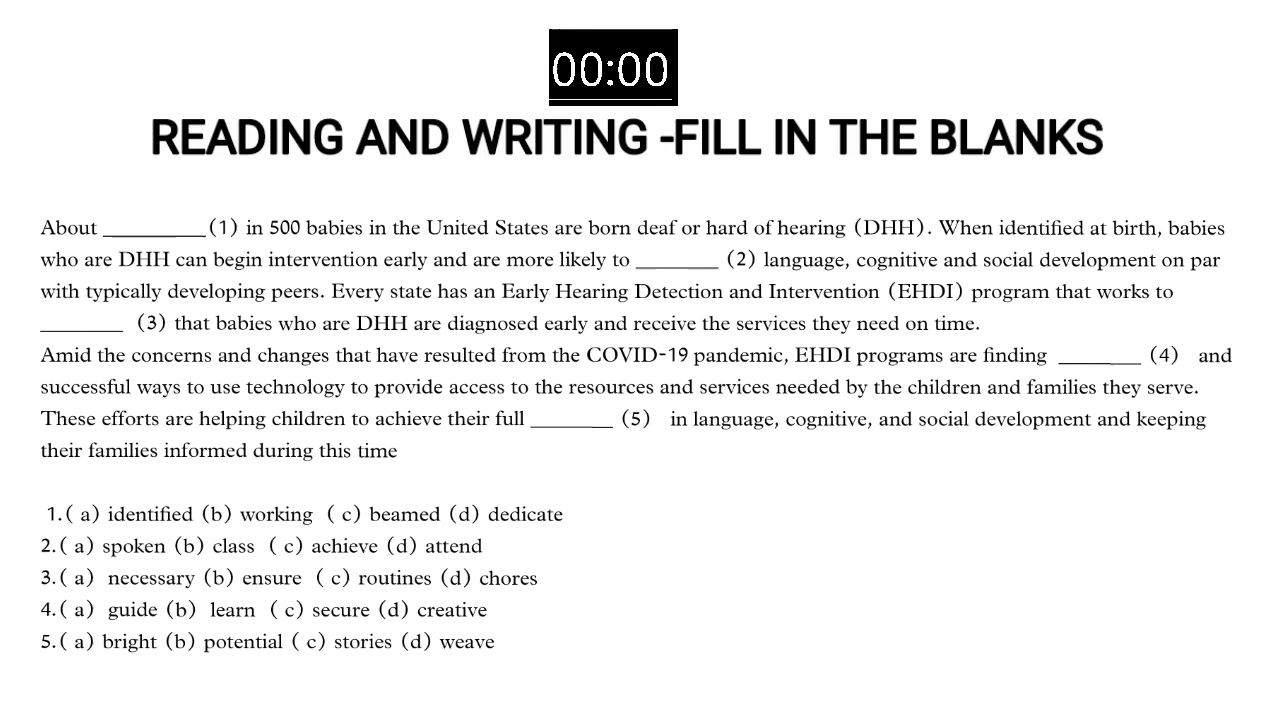 00:00
READING AND WRITING -FILL IN THE BLANKS
About __________(1) in 500 babies in the United States are born deaf or hard of hearing (DHH). When identified at birth, babies
who are DHH can begin intervention early and are more likely to ________ (2) language, cognitive and social development on par
with typically developing peers. Every state has an Early Hearing Detection and Intervention (EHDI) program that works to
________ (3) that babies who are DHH are diagnosed early and receive the services they need on time.
Amid the concerns and changes that have resulted from the COVID-19 pandemic, EHDI programs are finding ________ (4) and
successful ways to use technology to provide access to the resources and services needed by the children and families they serve.
These efforts are helping children to achieve their full ________ (5) in language, cognitive, and social development and keeping
their families informed during this time
1.( a) identified (b) working ( c) beamed (d) dedicate
2.( a) spoken (b) class ( c) achieve (d) attend
3.( a) necessary (b) ensure ( c) routines (d) chores
4.( a) guide (b) learn ( c) secure (d) creative
5.( a) bright (b) potential ( c) stories (d) weave